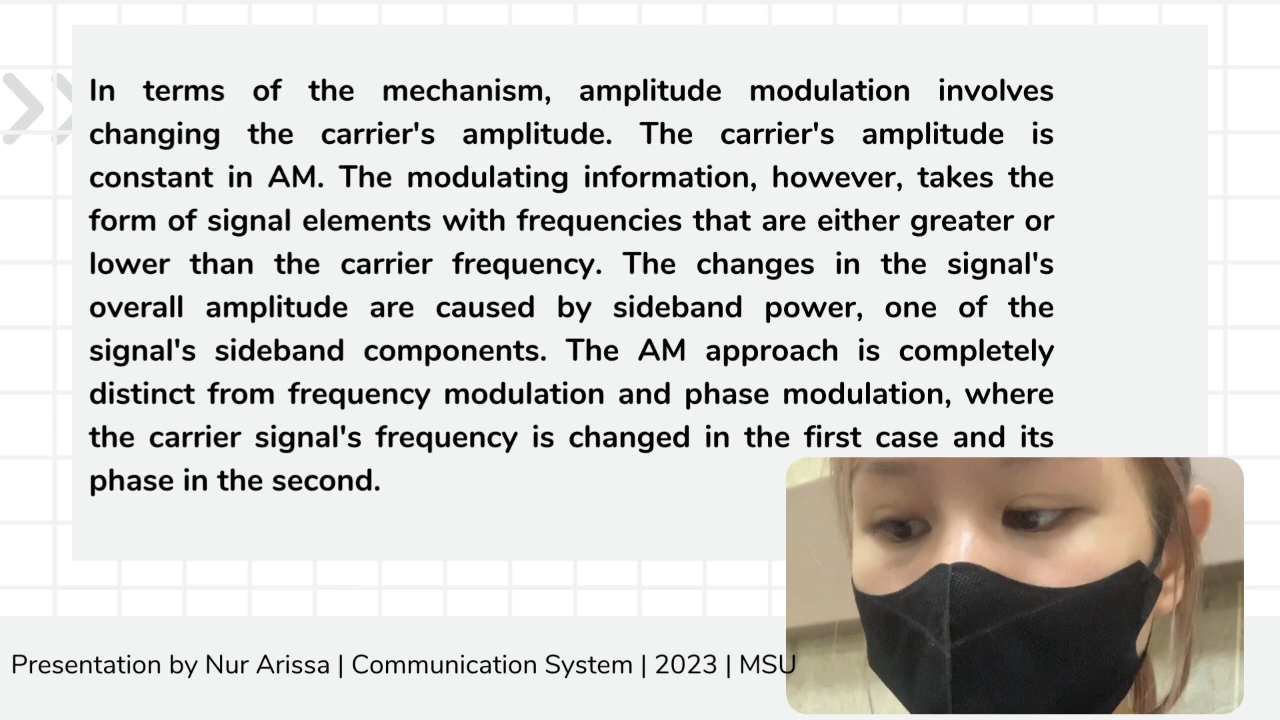 In terms of the mechanism, amplitude modulation involves
changing the carrier's amplitude. The carrier's amplitude is
constant in AM. The modulating information, however, takes the
form of signal elements with frequencies that are either greater or
lower than the carrier frequency. The changes in the signal's
overall amplitude are caused by sideband power, one of the
signal's sideband components. The AM approach is completely
distinct from frequency modulation and phase modulation, where
the carrier signal's frequency is changed in the first case and its
phase in the second.
Presentation by Nur Arissa | Communication System | 2023 | MSU